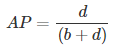 AP = d
(b + d)